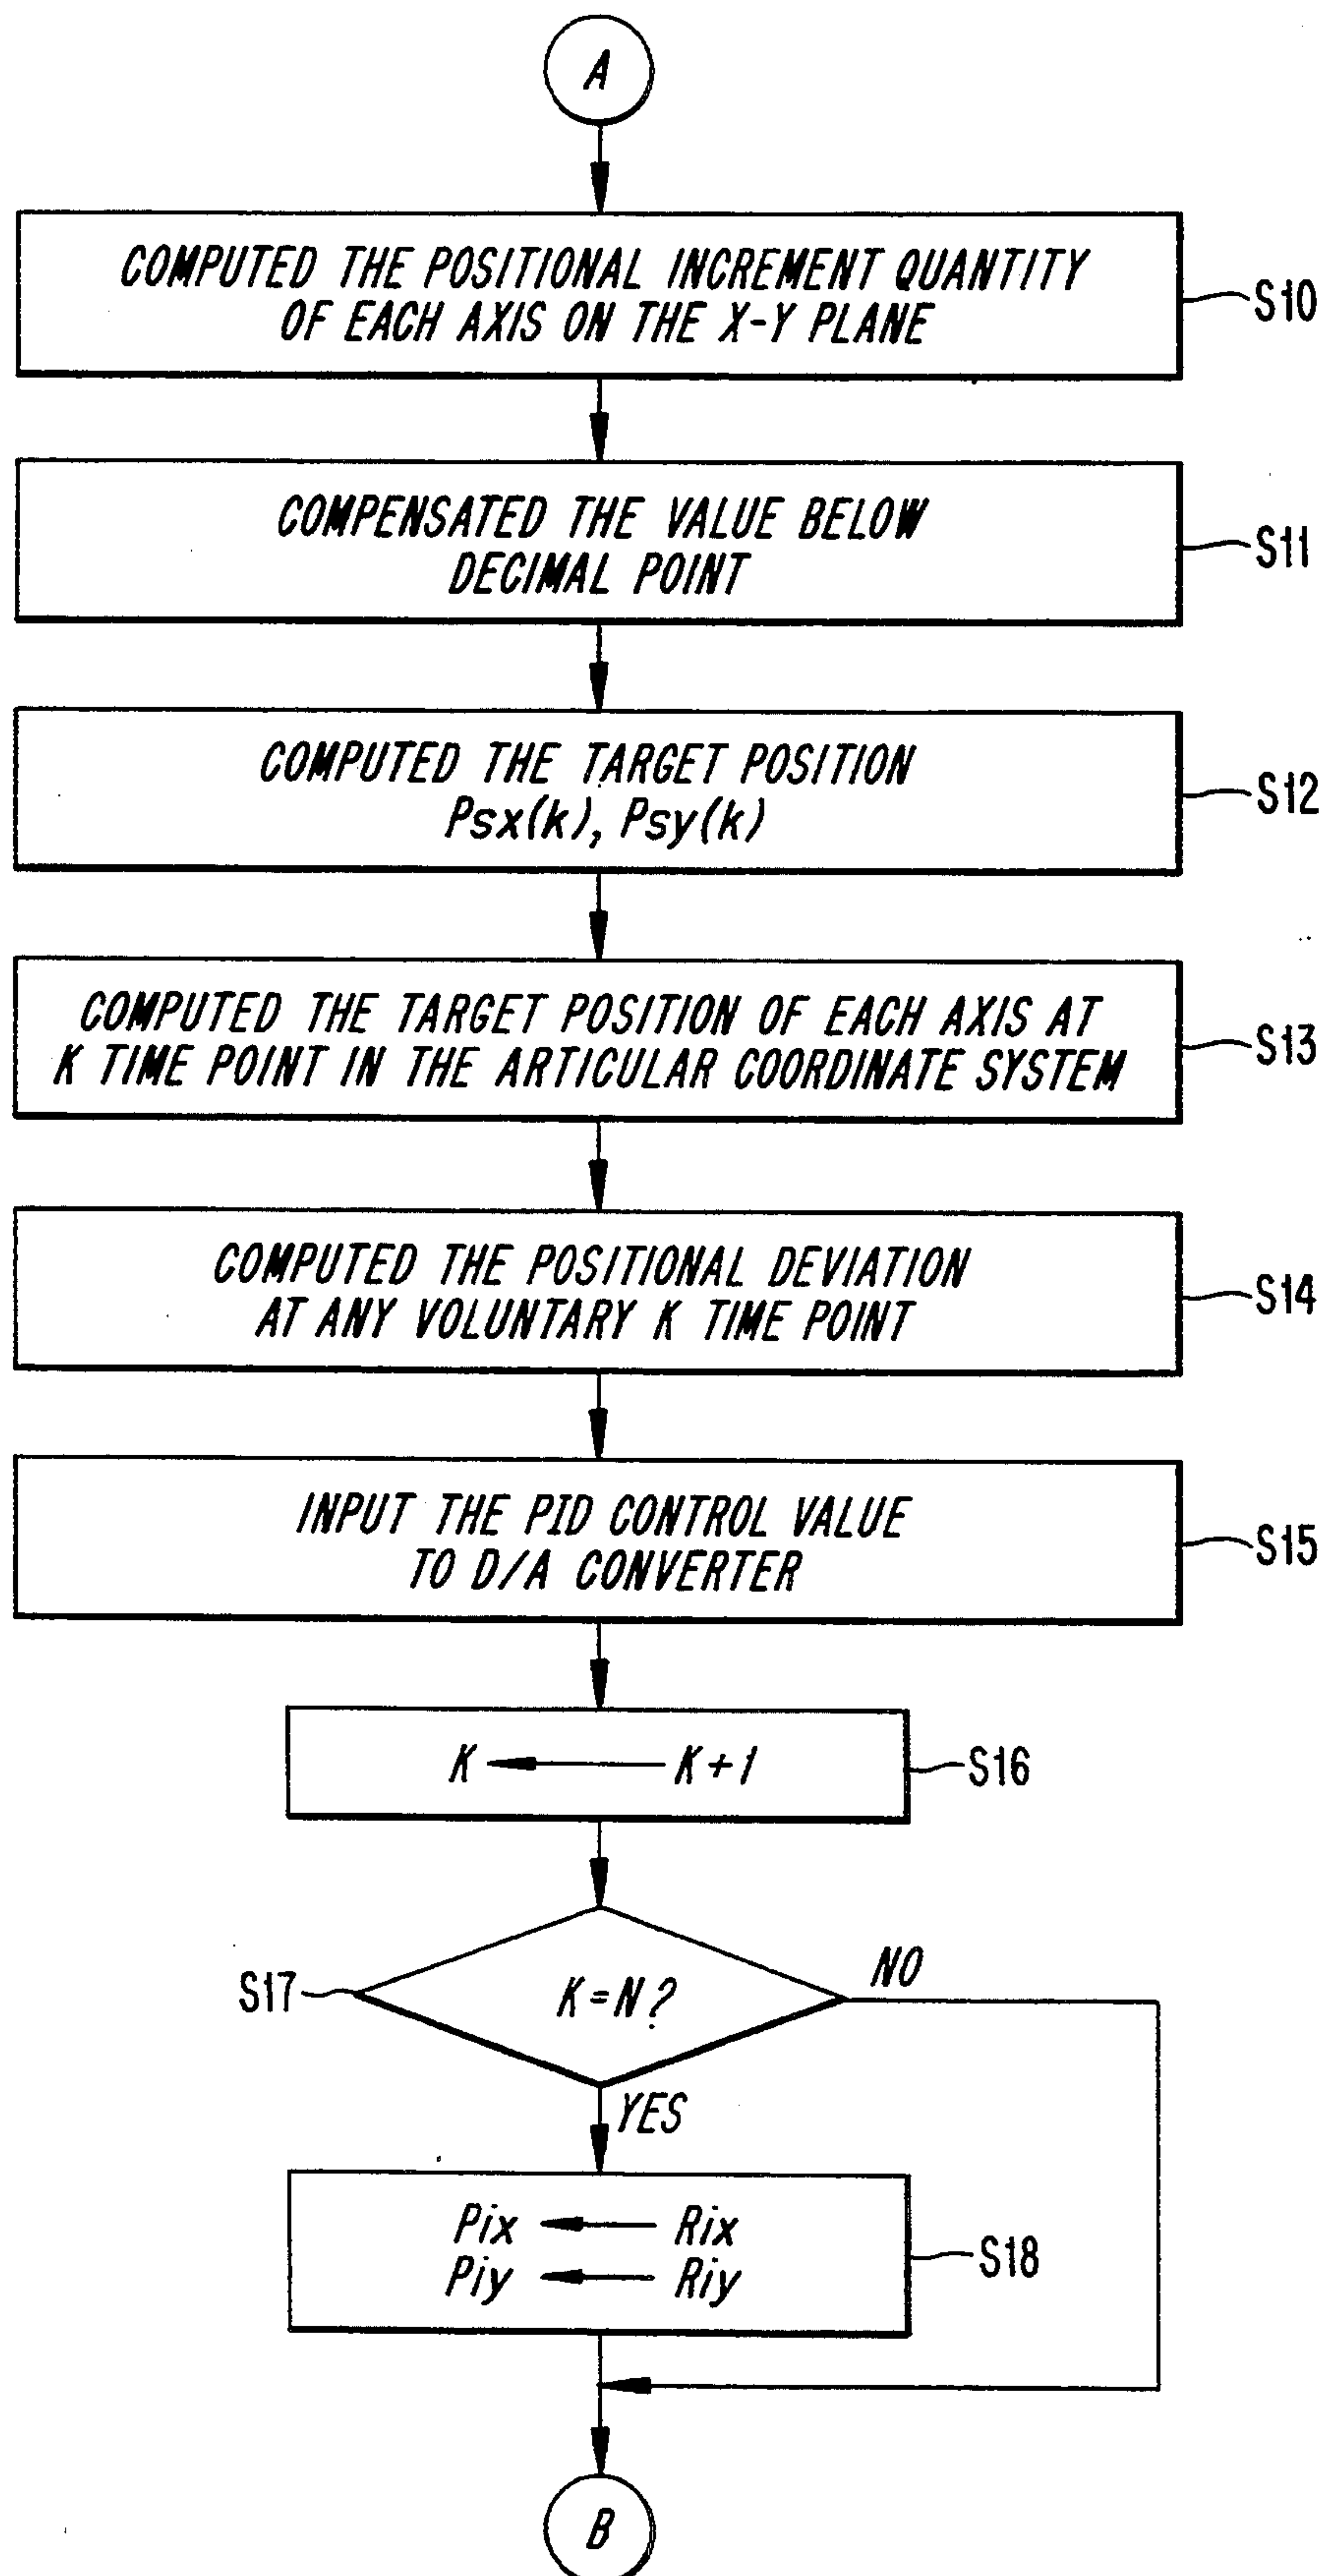 A
COMPUTED THE POSITIONAL INCREMENT QUANTITY
OF EACH AXIS ON THE X-Y PLANE
S10
COMPENSATED THE VALUE BELOW
DECIMAL POINT
S11
COMPUTED THE TARGET POSITION
Psx(k), Psy(k)
S12
COMPUTED THE TARGET POSITION OF EACH AXIS AT
K TIME POINT IN THE ARTICULAR COORDINATE SYSTEM
S13
COMPUTED THE POSITIONAL DEVIATION
AT ANY VOLUNTARY K TIME POINT
S14
INPUT THE PID CONTROL VALUE
TO D/A CONVERTER
S15
K ← K+1
S16
S17
K=N?
NO
YES
Pix ← Rix
Piy ← Riy
S18
B